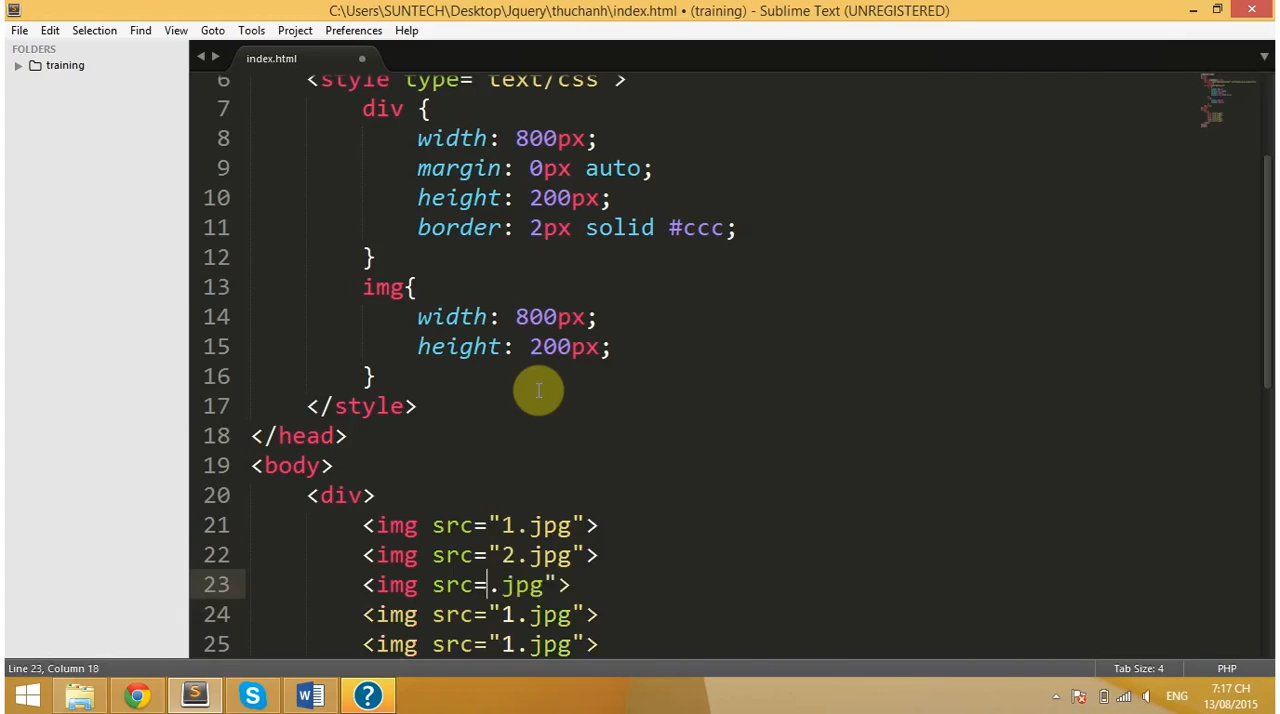 C:\Users\SUNTECH\Desktop\Jquery\thuchanh\index.html • (training) - Sublime Text (UNREGISTERED)
File Edit Selection Find View Goto Tools Project Preferences Help
FOLDERS
training
index.html
6 <style type= text/css >
7 div {
8 width: 800px;
9 margin: 0px auto;
10 height: 200px;
11 border: 2px solid #ccc;
12 }
13 img{
14 width: 800px;
15 height: 200px;
16 }
17 </style>
18 </head>
19 <body>
20 <div>
21 <img src="1.jpg">
22 <img src="2.jpg">
23 <img src=.jpg">
24 <img src="1.jpg">
25 <img src="1.jpg">
Line 23, Column 18
Tab Size: 4
PHP
ENG
7:17 CH
13/08/2015